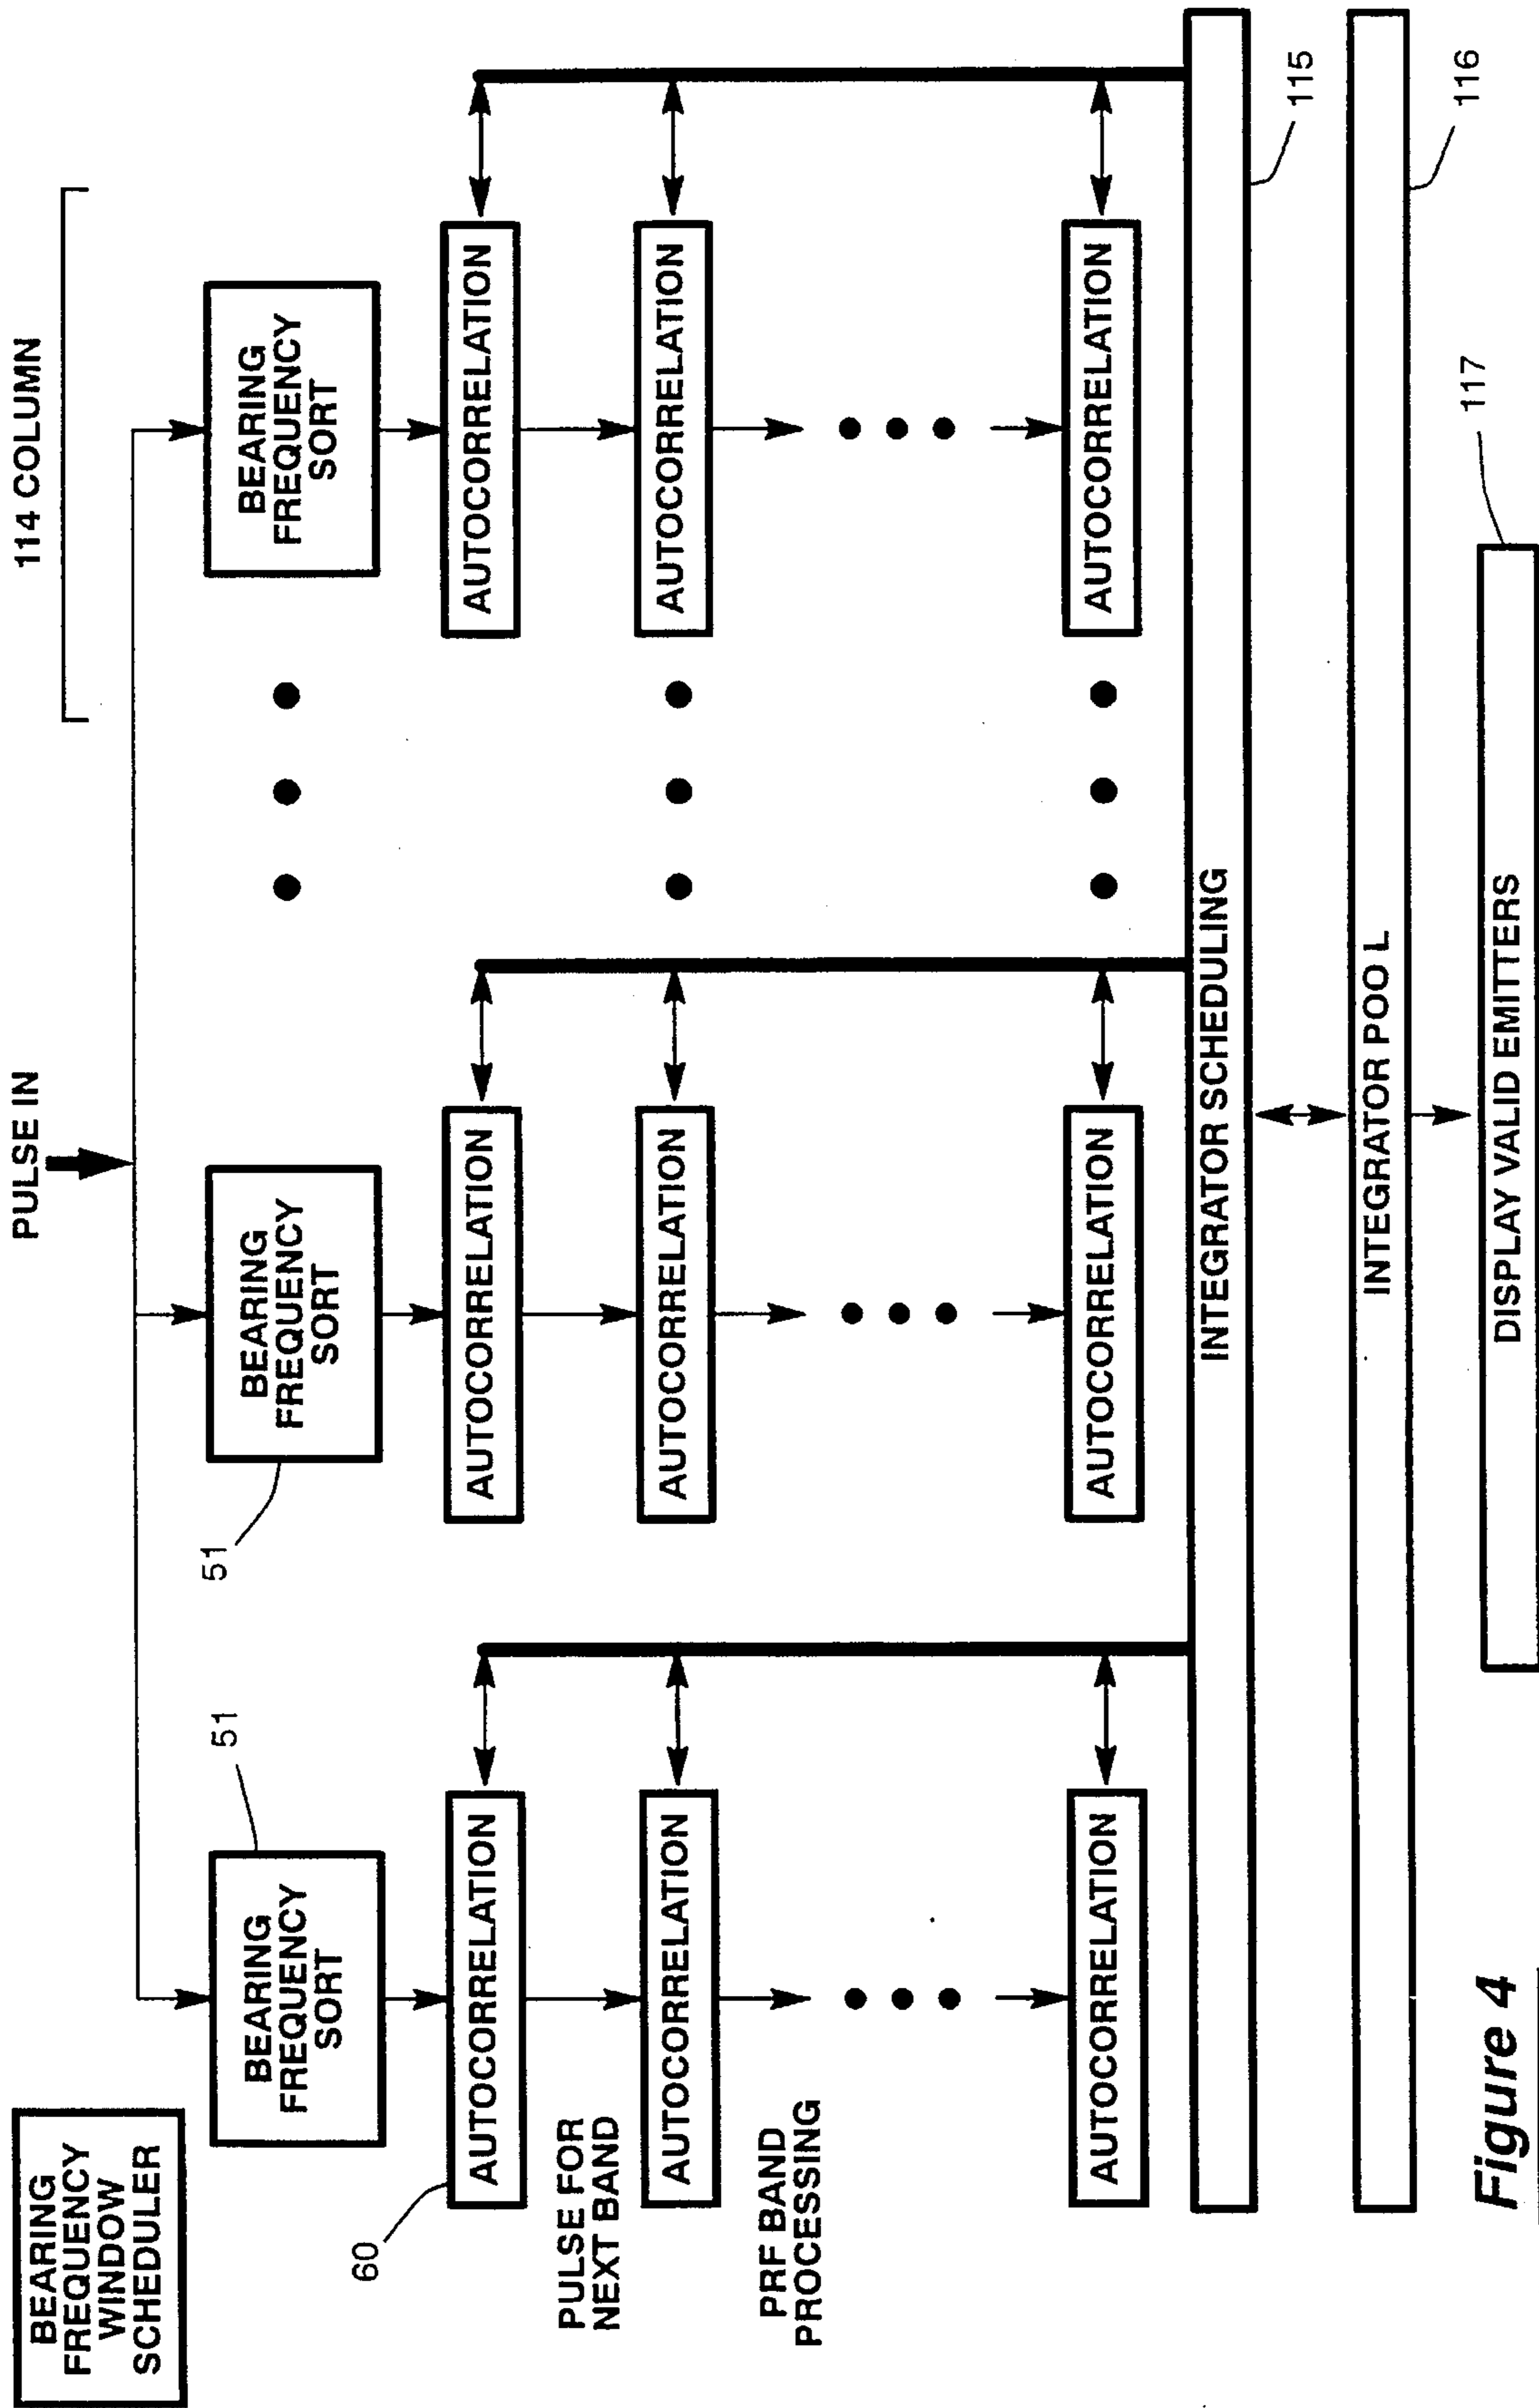 PULSE IN
114 COLUMN
BEARING
FREQUENCY
WINDOW
SCHEDULER
BEARING
FREQUENCY
SORT
51
BEARING
FREQUENCY
SORT
51
BEARING
FREQUENCY
SORT
60
AUTOCORRELATION
AUTOCORRELATION
AUTOCORRELATION
PULSE FOR
NEXT BAND
AUTOCORRELATION
AUTOCORRELATION
AUTOCORRELATION
PRF BAND
PROCESSING
AUTOCORRELATION
AUTOCORRELATION
AUTOCORRELATION
INTEGRATOR SCHEDULING
115
INTEGRATOR POO L
116
DISPLAY VALID EMITTERS
117
Figure 4